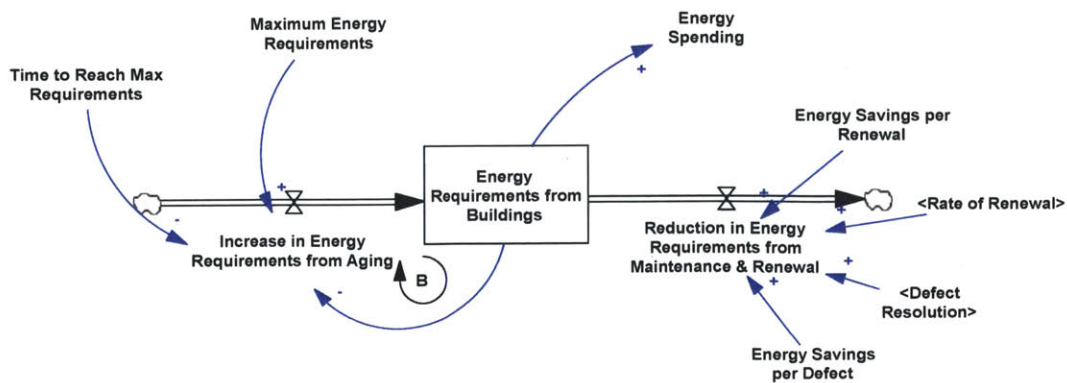 Energy
Spending
Maximum Energy
Requirements
Time to Reach Max
Requirements
+
Energy Savings per
Renewal
Energy
Requirements from
Buildings
+
+
<Rate of Renewal>
+
-
Increase in Energy
Requirements from Aging
Reduction in Energy
Requirements from
Maintenance & Renewal
+
B
-
+
<Defect
Resolution>
Energy Savings
per Defect